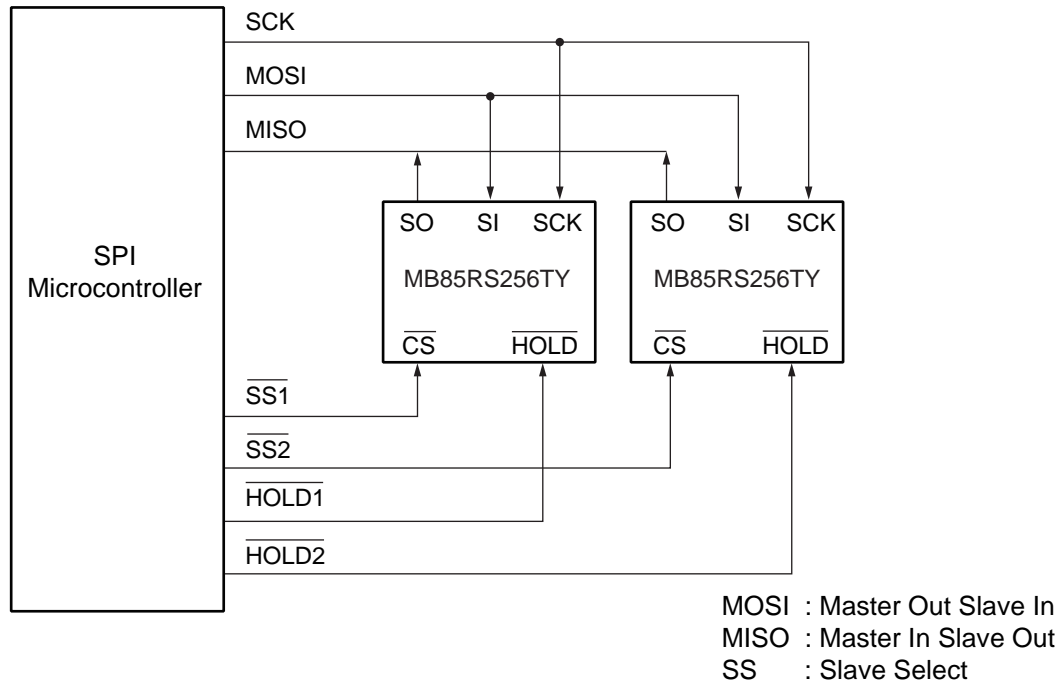 SCK
MOSI
MISO
SO SI SCK
MB85RS256TY
CS HOLD
SO SI SCK
MB85RS256TY
CS HOLD
SPI
Microcontroller
SS1
SS2
HOLD1
HOLD2
MOSI : Master Out Slave In
MISO : Master In Slave Out
SS : Slave Select